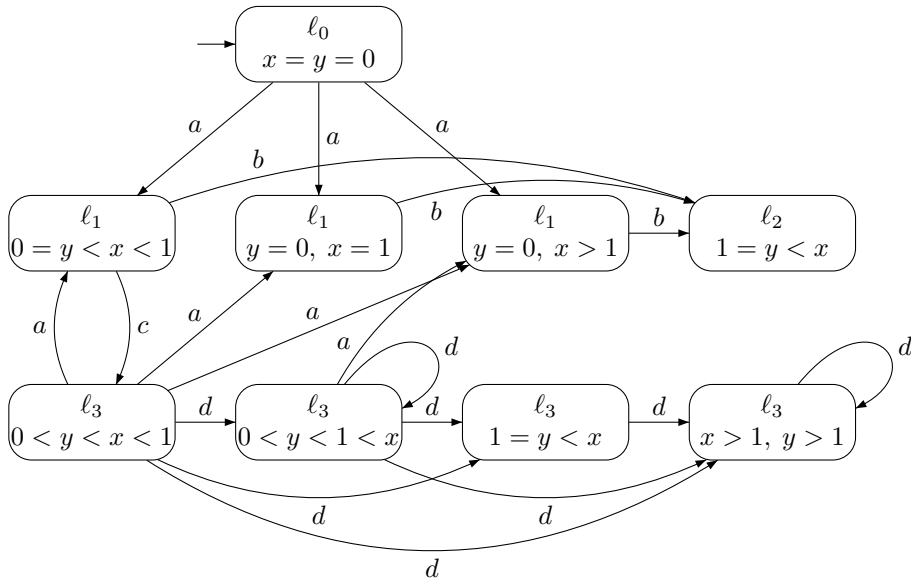 ℓ₀
x = y = 0
a
a
a
b
b
b
ℓ₁
0 = y < x < 1
ℓ₁
y = 0, x = 1
ℓ₁
y = 0, x > 1
ℓ₂
1 = y < x
a
c
a
a
a
d
d
ℓ₃
0 < y < x < 1
d
ℓ₃
0 < y < 1 < x
d
ℓ₃
1 = y < x
d
ℓ₃
x > 1, y > 1
d
d
d